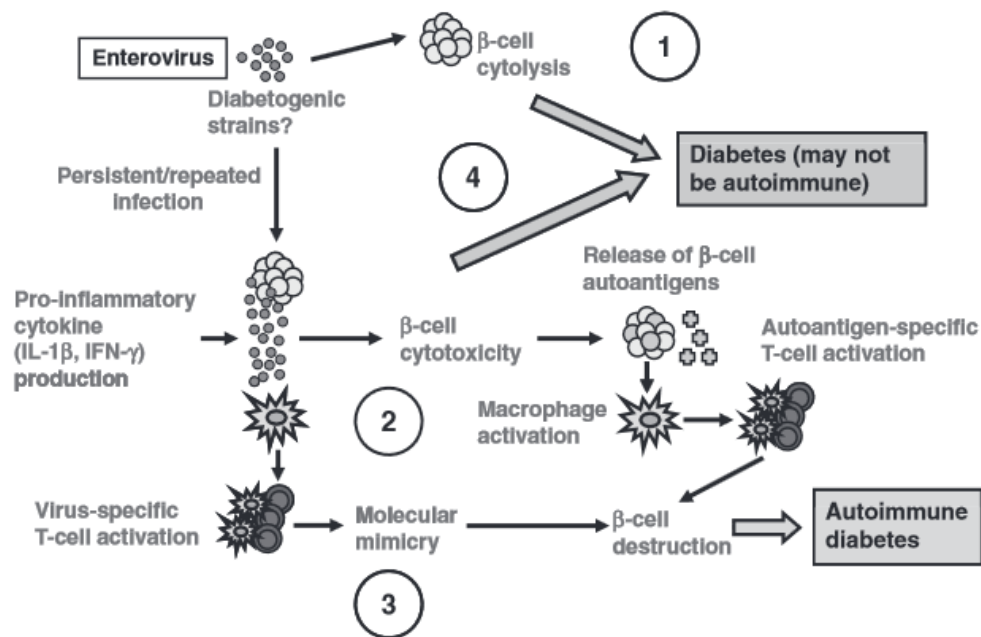 Enterovirus
Diabetogenic
strains?
β-cell
cytolysis
1
Persistent/repeated
infection
4
Diabetes (may not
be autoimmune)
Pro-inflammatory
cytokine
(IL-1β, IFN-γ)
production
β-cell
cytotoxicity
Release of β-cell
autoantigens
Autoantigen-specific
T-cell activation
2
Macrophage
activation
Virus-specific
T-cell activation
Molecular
mimicry
β-cell
destruction
Autoimmune
diabetes
3